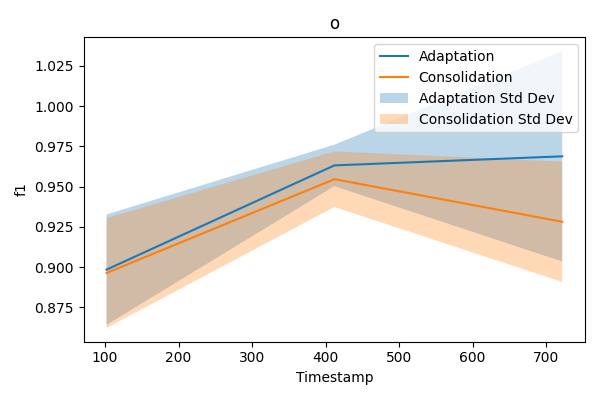 o
1.025
1.000
0.975
0.950
0.925
0.900
0.875
f1
Adaptation
Consolidation
Adaptation Std Dev
Consolidation Std Dev
100 200 300 400 500 600 700
Timestamp